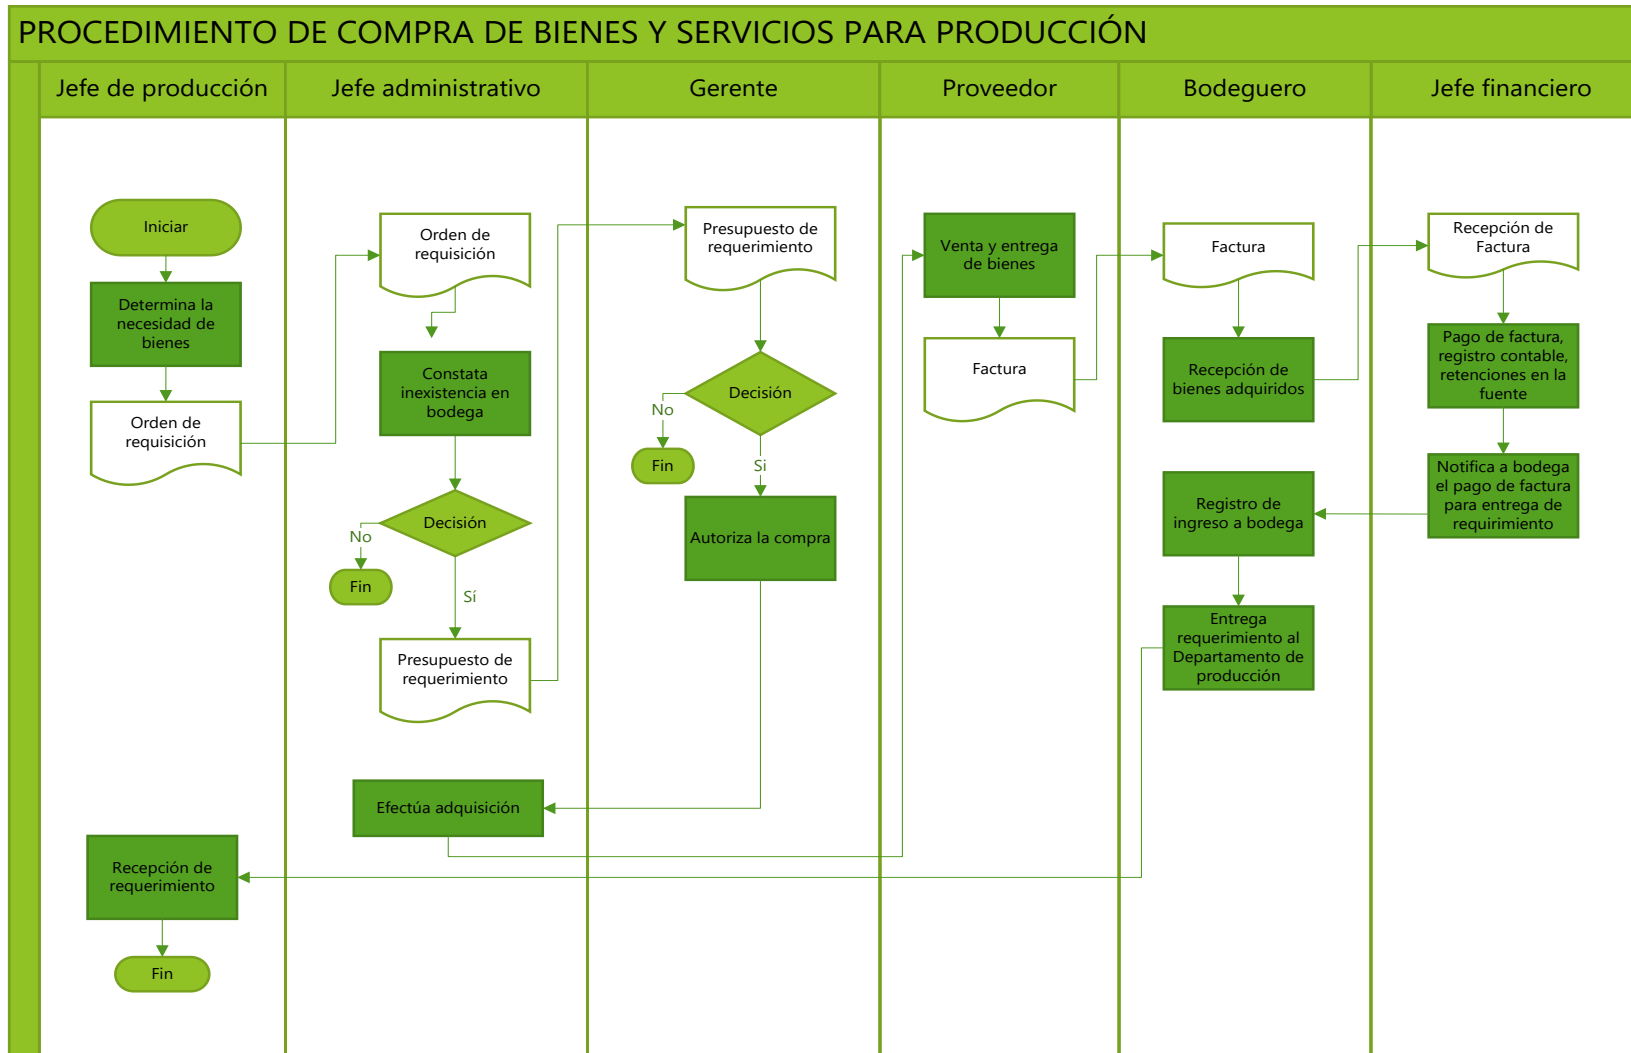 PROCEDIMIENTO DE COMPRA DE BIENES Y SERVICIOS PARA PRODUCCIÓN
Jefe de producción
Jefe administrativo
Gerente
Proveedor
Bodeguero
Jefe financiero
Iniciar
Determina la
necesidad de
bienes
Orden de
requisición
Recepción de
requerimiento
Fin
Orden de
requisición
Constata
inexistencia en
bodega
Decisión
No
Fin
Sí
Presupuesto de
requerimiento
Efectúa adquisición
Presupuesto de
requerimiento
Decisión
No
Fin
Si
Autoriza la compra
Venta y entrega
de bienes
Factura
Factura
Recepción de
bienes adquiridos
Registro de
ingreso a bodega
Entrega
requerimiento al
Departamento de
producción
Recepción de
Factura
Pago de factura,
registro contable,
retenciones en la
fuente
Notifica a bodega
el pago de factura
para entrega de
requirimiento